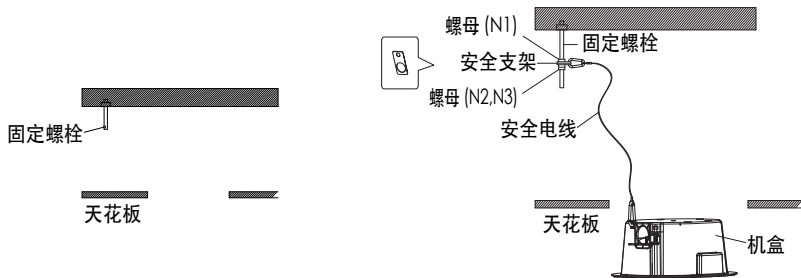 固定螺栓
天花板
螺母 (N1)
固定螺栓
安全支架
螺母 (N2,N3)
安全电线
天花板
机盒